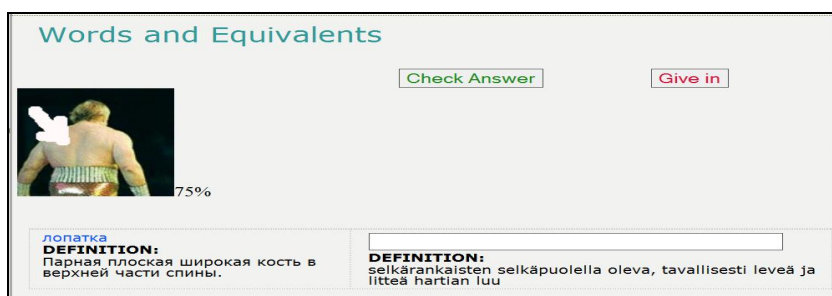 Words and Equivalents
Check Answer
Give in
75%
лопатка
DEFINITION:
Парная плоская широкая кость в
верхней части спины.
DEFINITION:
selkärankaisten selkäpuolella oleva, tavallisesti leveä ja
litteä hartian luu